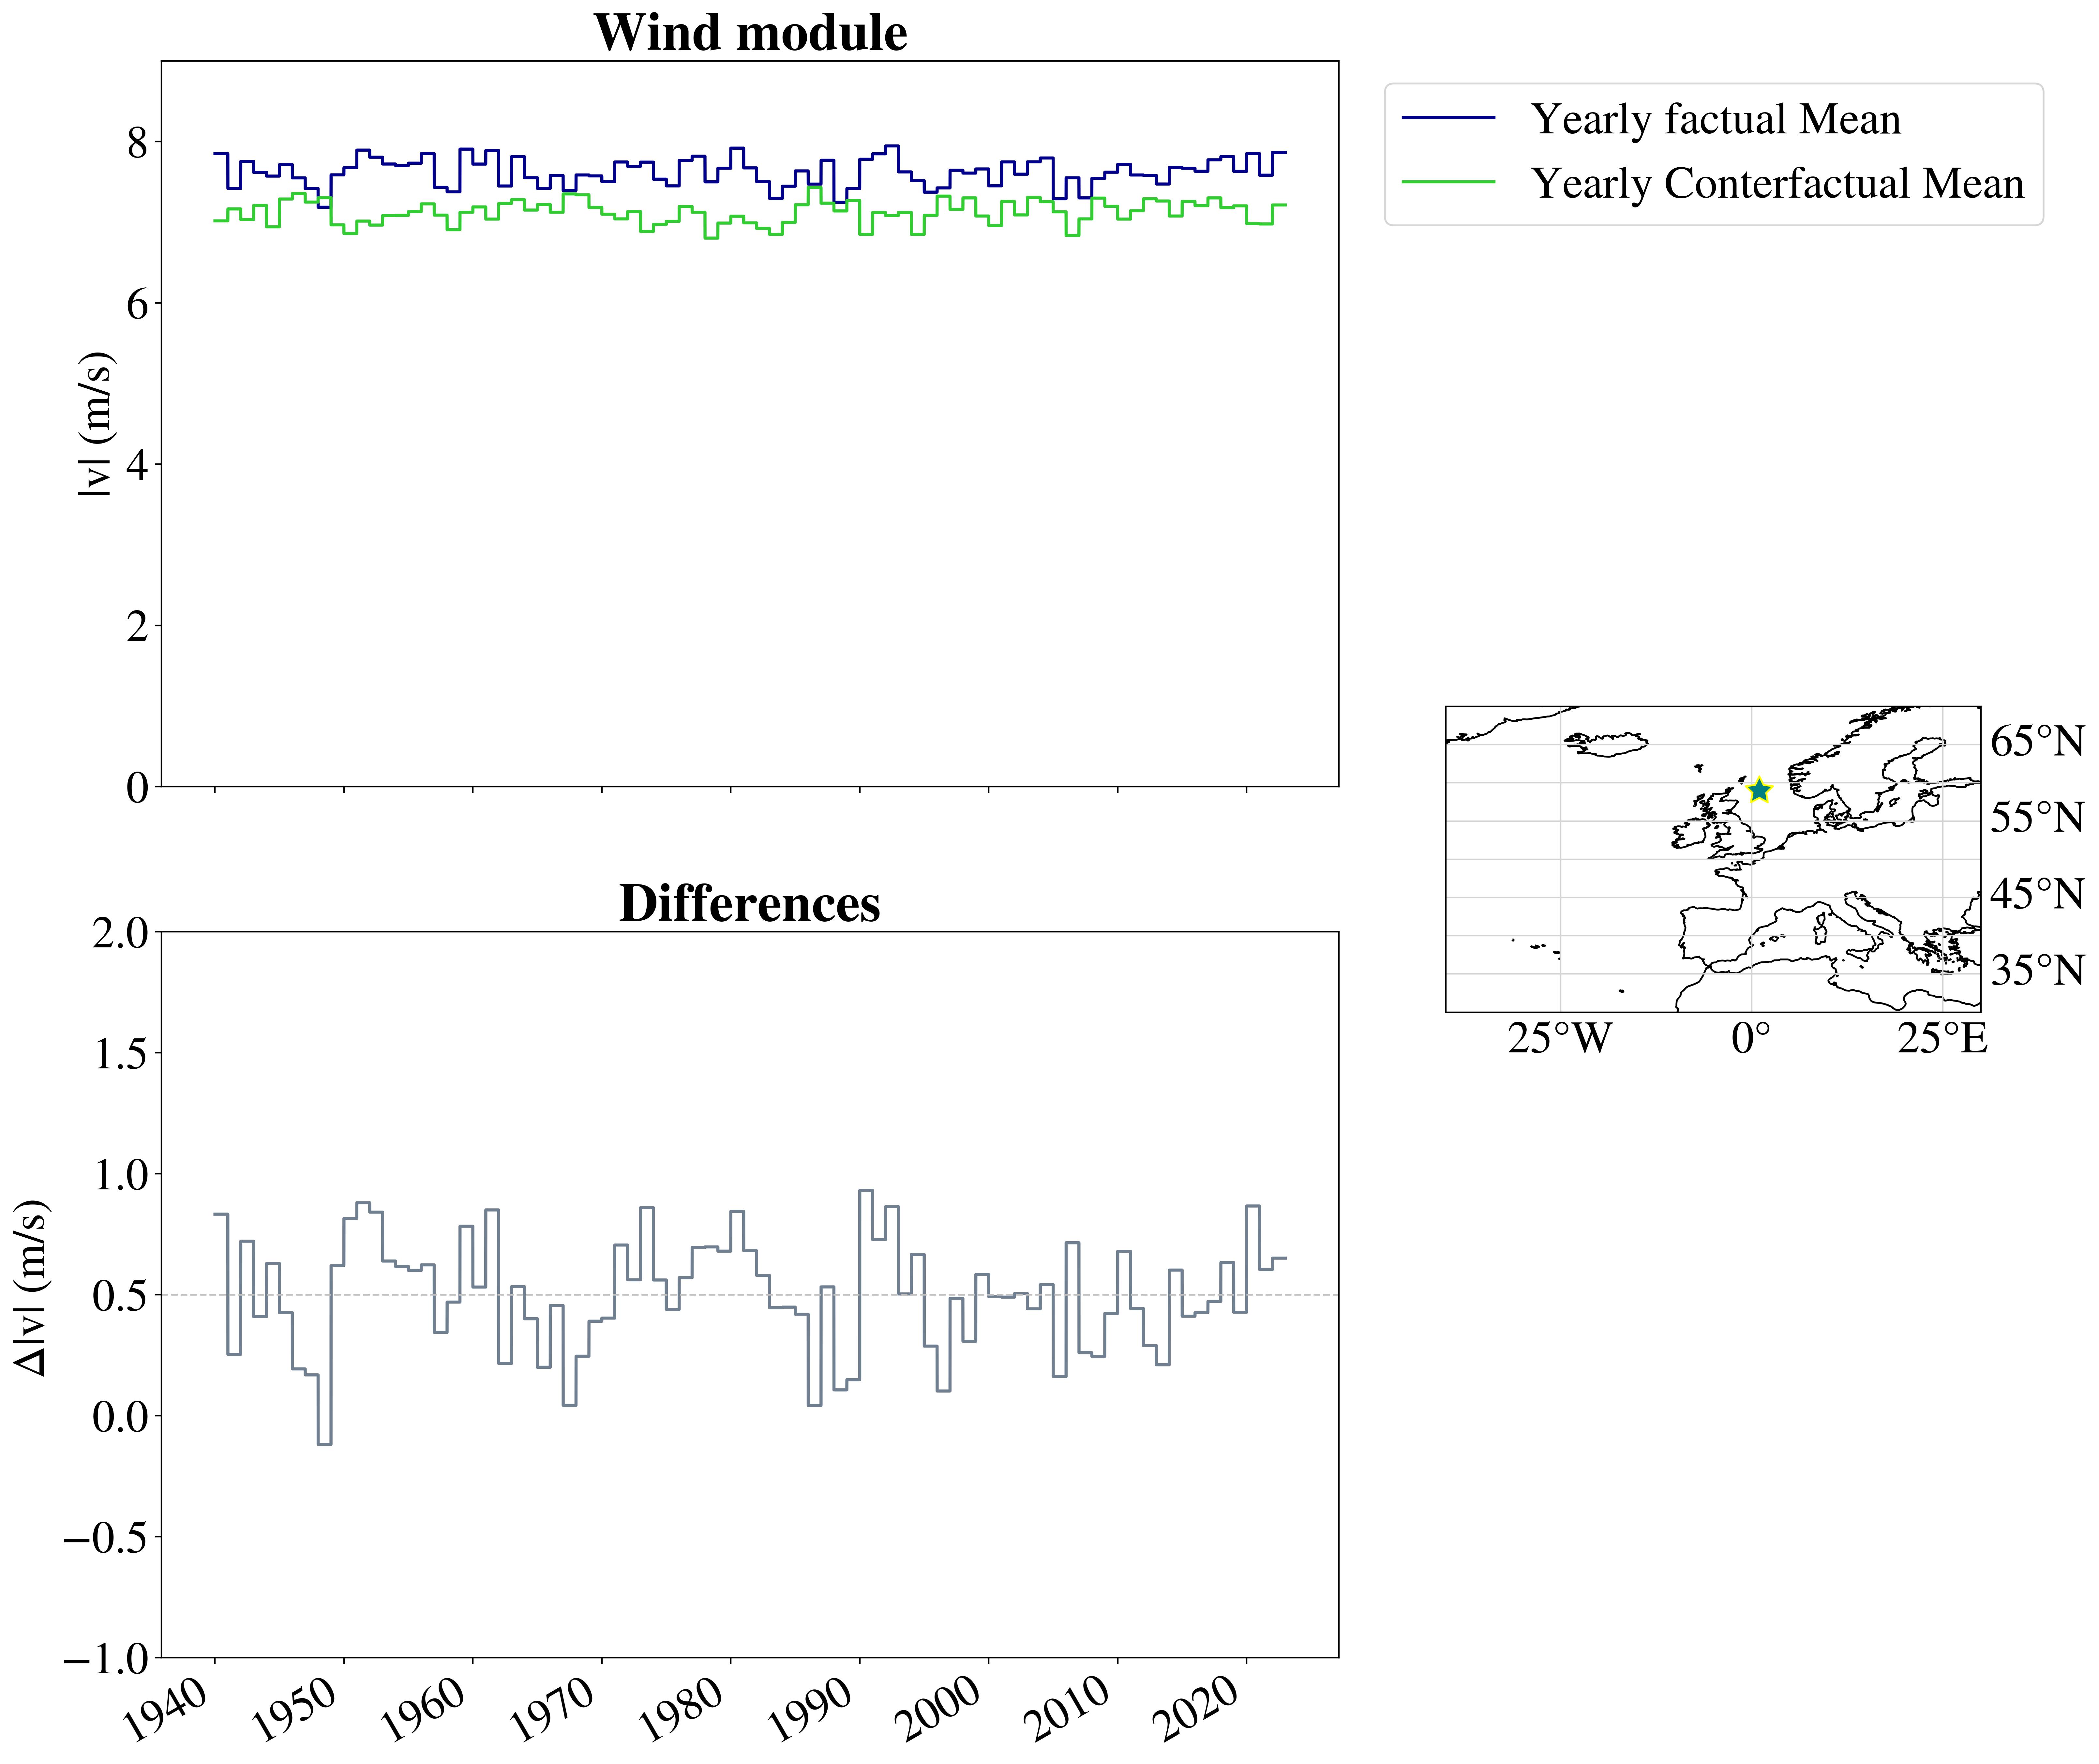 Wind module
8
6
4
2
0
|v| (m/s)
Yearly factual Mean
Yearly Conterfactual Mean
65°N
55°N
45°N
35°N
25°W 0° 25°E
Differences
2.0
1.5
1.0
0.5
0.0
−0.5
−1.0
Δ|v| (m/s)
1940 1950 1960 1970 1980 1990 2000 2010 2020